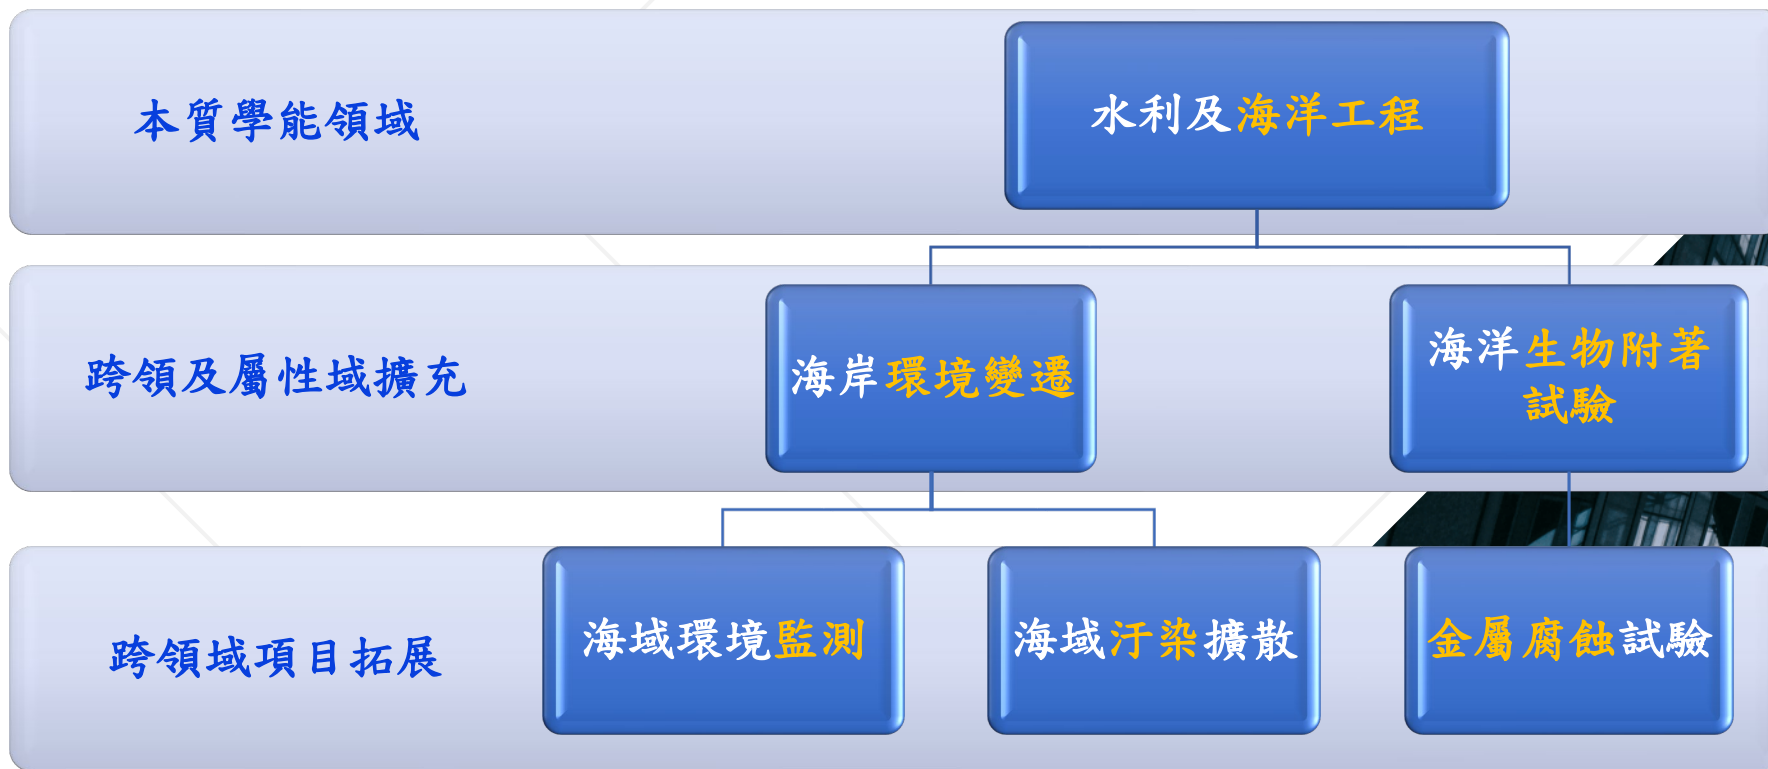 本質學能領域
水利及海洋工程
跨領及屬性域擴充
海岸環境變遷
海洋生物附著
試驗
跨領域項目拓展
海域環境監測
海域汙染擴散
金屬腐蝕試驗